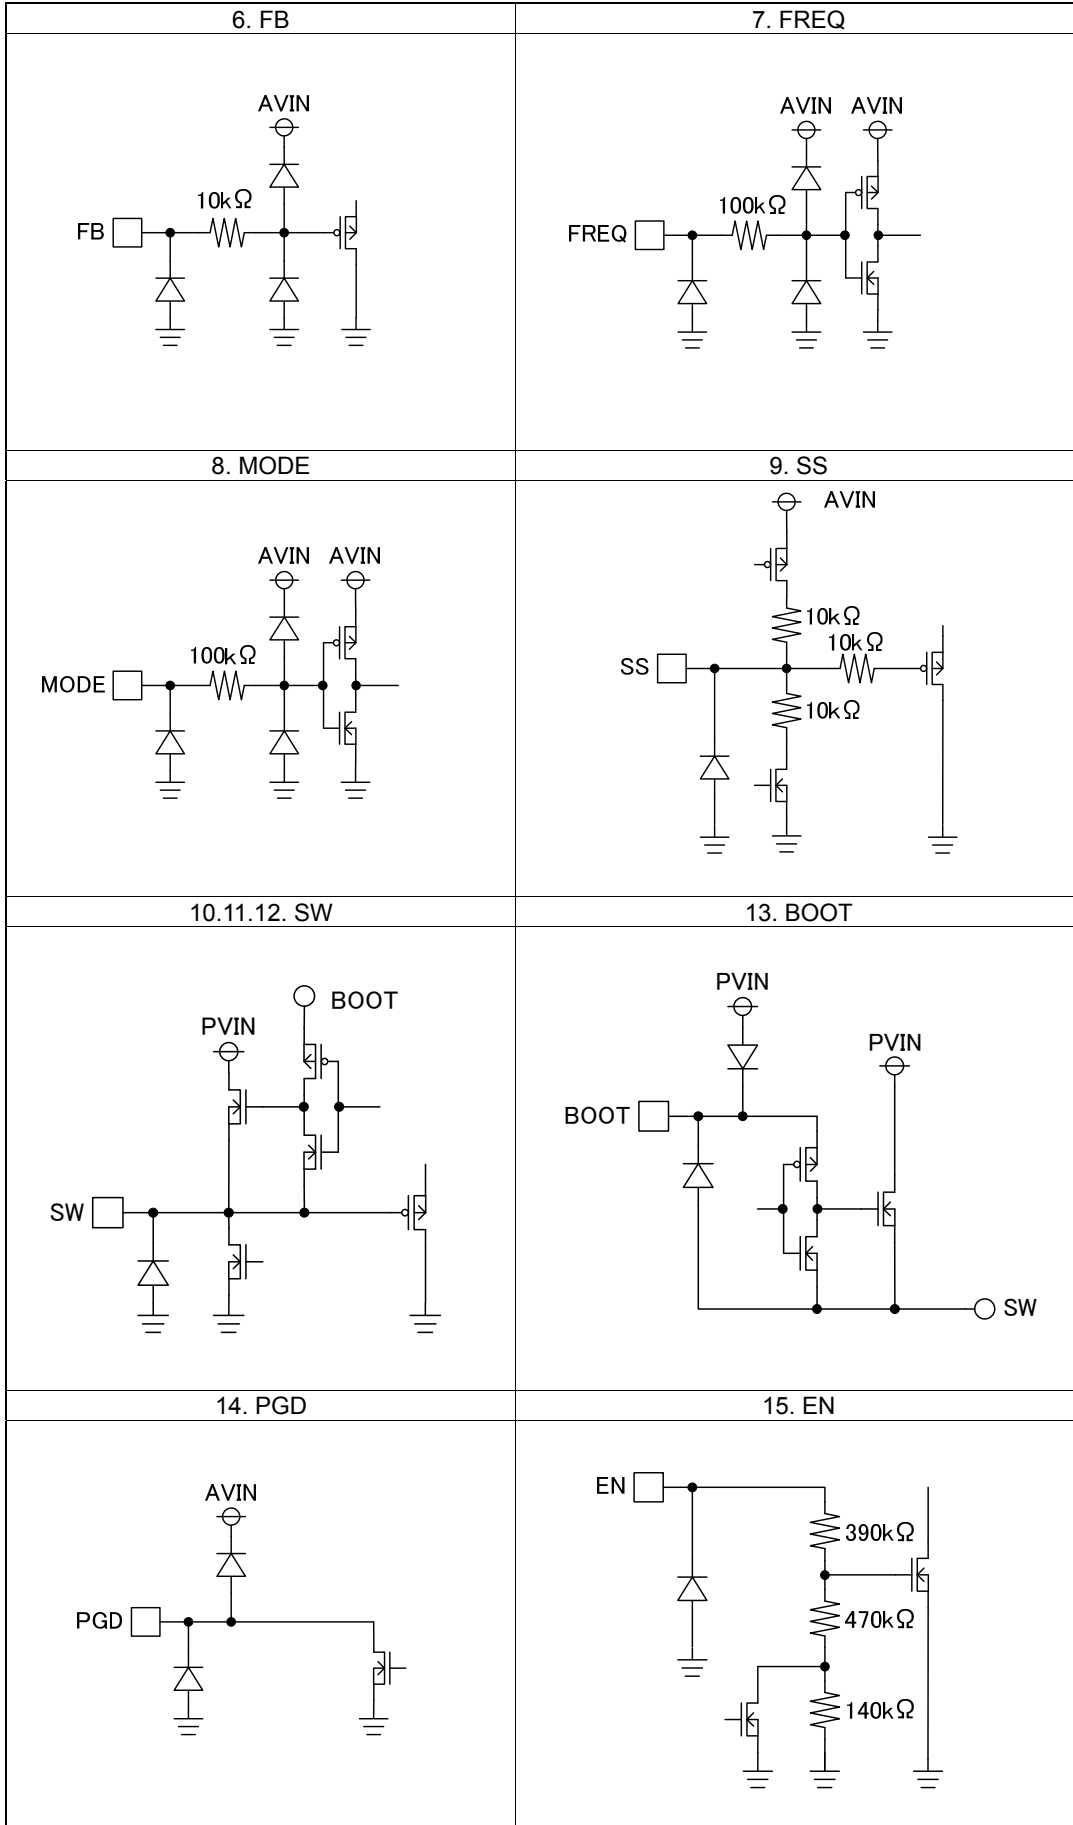 6. FB
7. FREQ
AVIN
10kΩ
FB
AVIN AVIN
100kΩ
FREQ
8. MODE
9. SS
AVIN AVIN
100kΩ
MODE
AVIN
10kΩ
10kΩ
SS
10kΩ
10.11.12. SW
13. BOOT
BOOT
PVIN
SW
PVIN
PVIN
BOOT
SW
14. PGD
15. EN
AVIN
PGD
EN
390kΩ
470kΩ
140kΩ